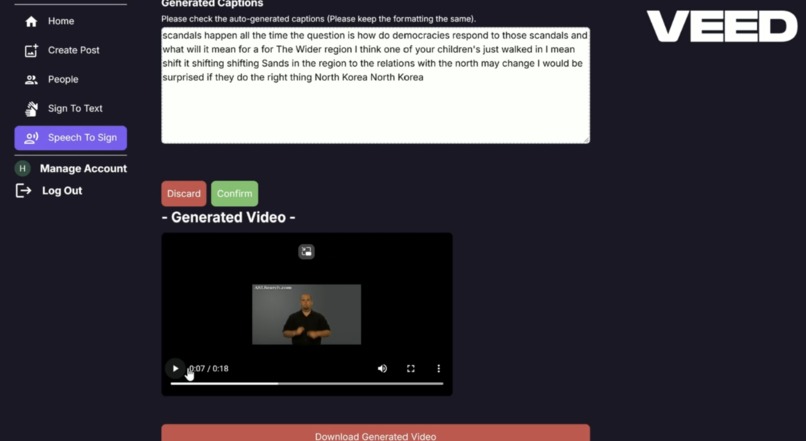 Generated Captions
Please check the auto-generated captions (Please keep the formatting the same).
scandals happen all the time the question is how do democracies respond to those scandals and
what will it mean for a for The Wider region I think one of your children's just walked in I mean
shift it shifting shifting Sands in the region to the relations with the north may change I would be
surprised if they do the right thing North Korea North Korea
VEED
Home
Create Post
People
Sign To Text
Speech To Sign
H Manage Account
Log Out
Discard Confirm
- Generated Video -
0:07 / 0:18
Download Generated Video